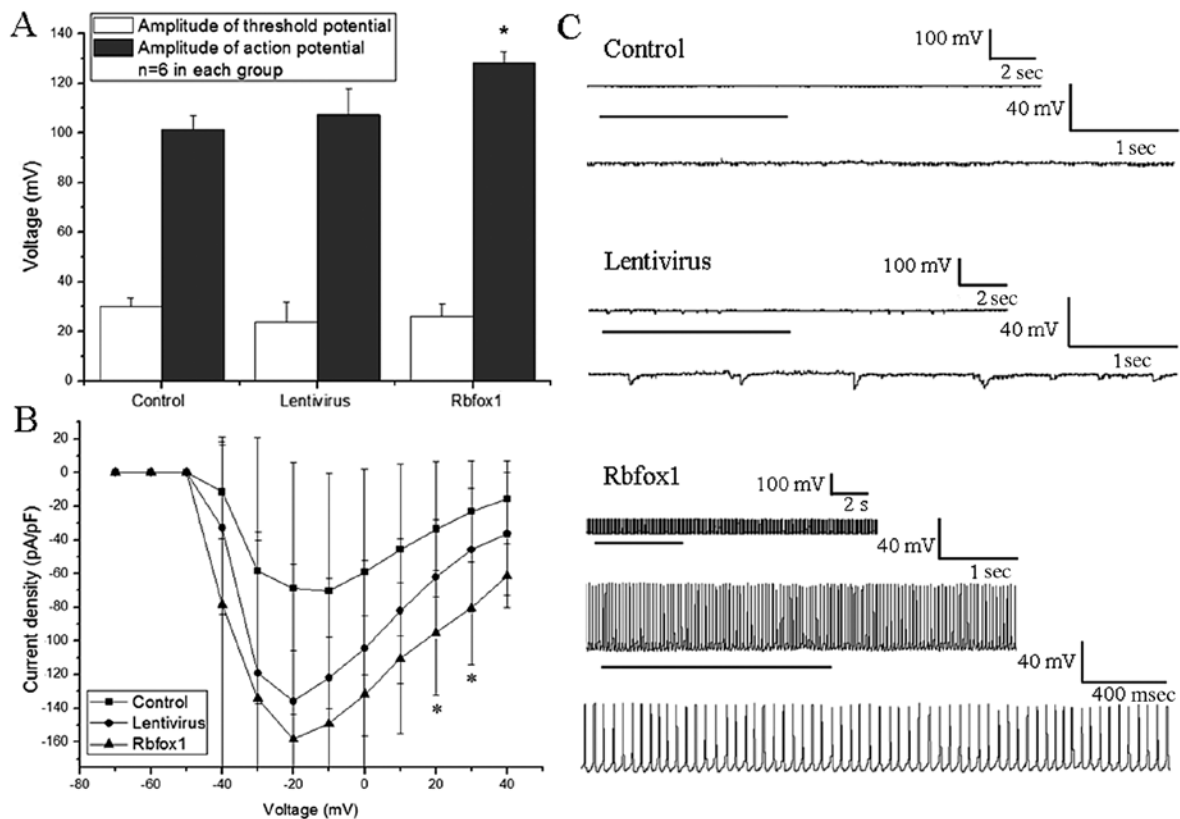 A
Amplitude of threshold potential
Amplitude of action potential
n=6 in each group
*
Voltage (mV)
140
120
100
80
60
40
20
0
Control
Lentivirus
Rbfox1
B
Current density (pA/pF)
20
0
-20
-40
-60
-80
-100
-120
-140
-160
*
*
Control
Lentivirus
Rbfox1
-80
-60
-40
-20
0
20
40
Voltage (mV)
C
Control
100 mV
2 sec
40 mV
1 sec
Lentivirus
100 mV
2sec
40 mV
1sec
Rbfox1
100 mV
2 s
40 mV
1 sec
40 mV
400 msec